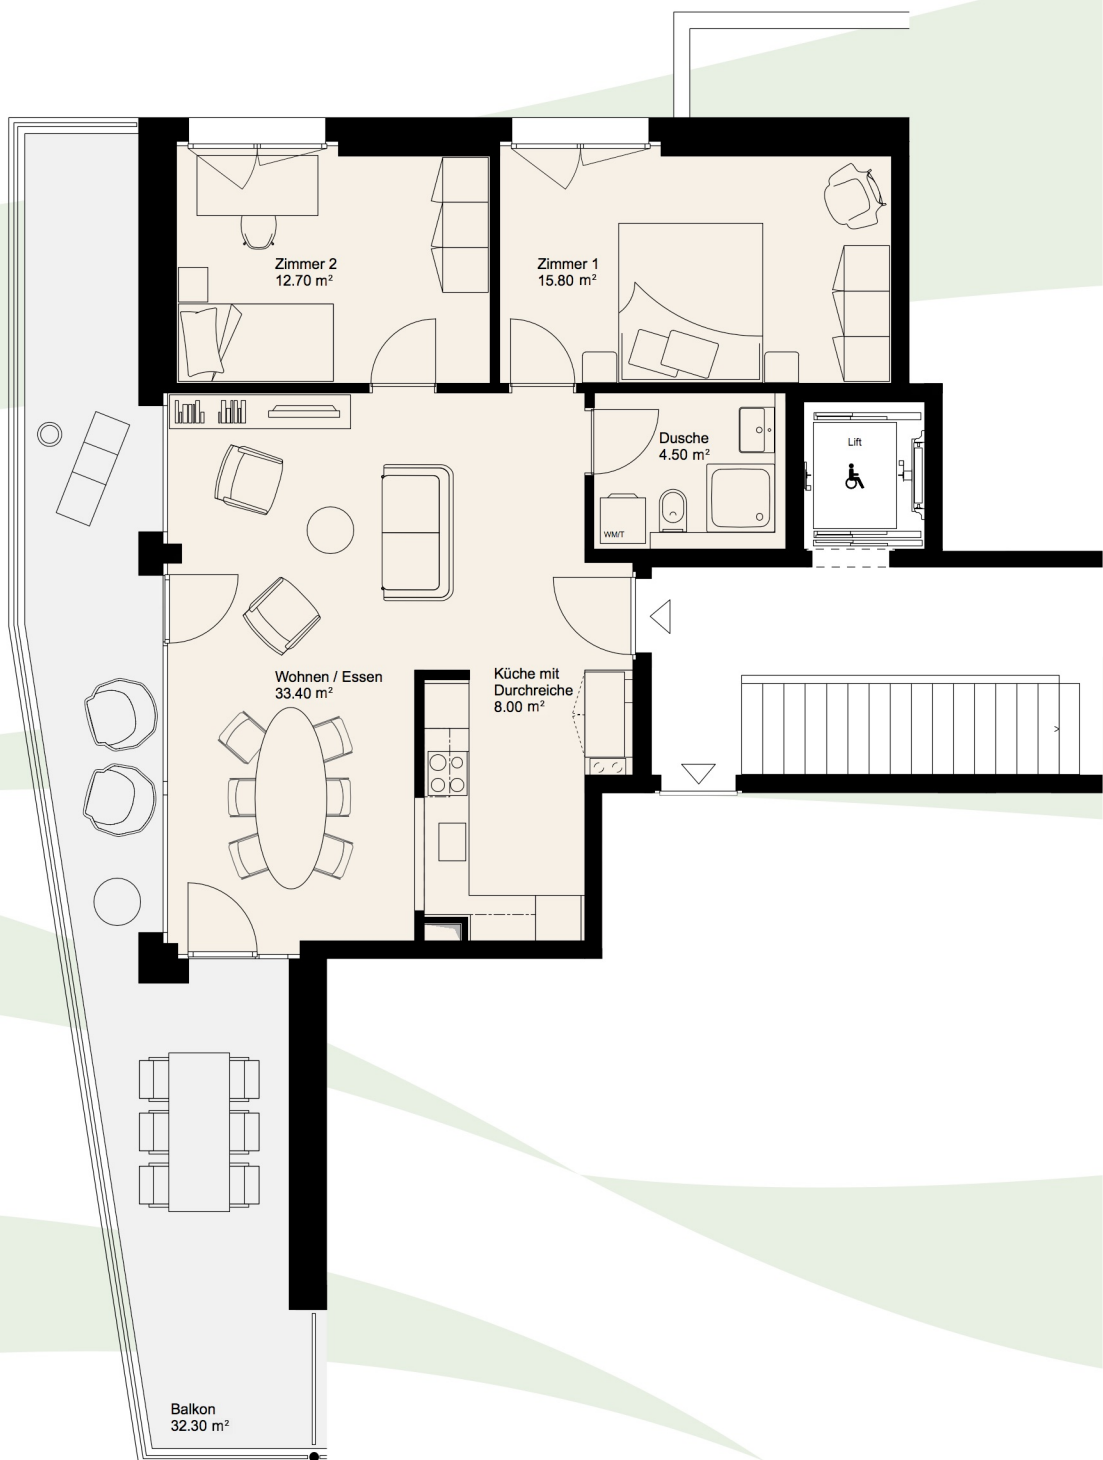 Zimmer 2
12.70 m²
Zimmer 1
15.80 m²
Dusche
4.50 m²
Lift
WM/T
Wohnen / Essen
33.40 m²
Küche mit
Durchreiche
8.00 m²
Balkon
32.30 m²